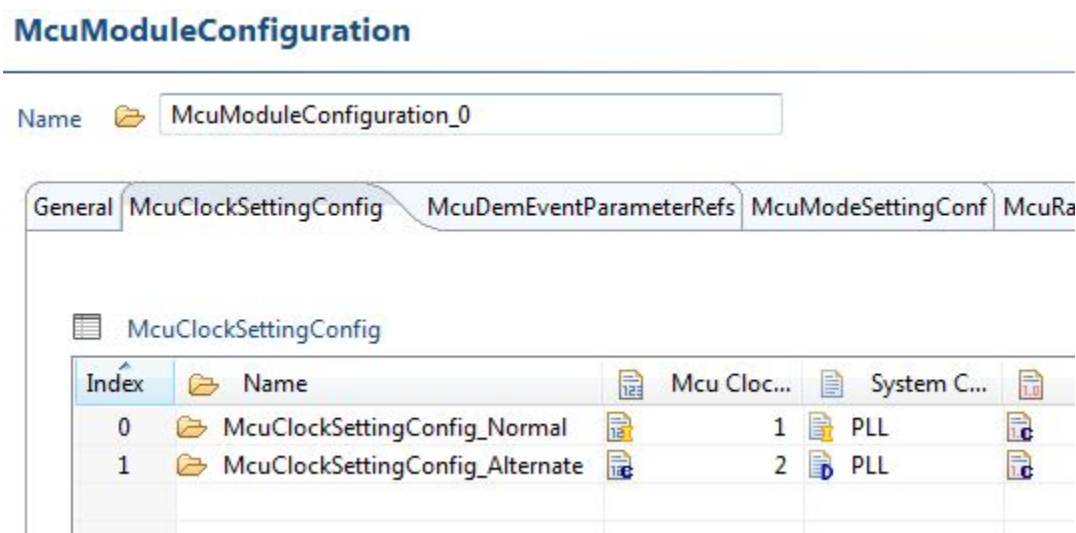 McuModuleConfiguration
Name McuModuleConfiguration_0
General McuClockSettingConfig McuDemEventParameterRefs McuModeSettingConf McuRa
McuClockSettingConfig
Index Name Mcu Cloc... System C...
0 McuClockSettingConfig_Normal 1 PLL
1 McuClockSettingConfig_Alternate 2 PLL